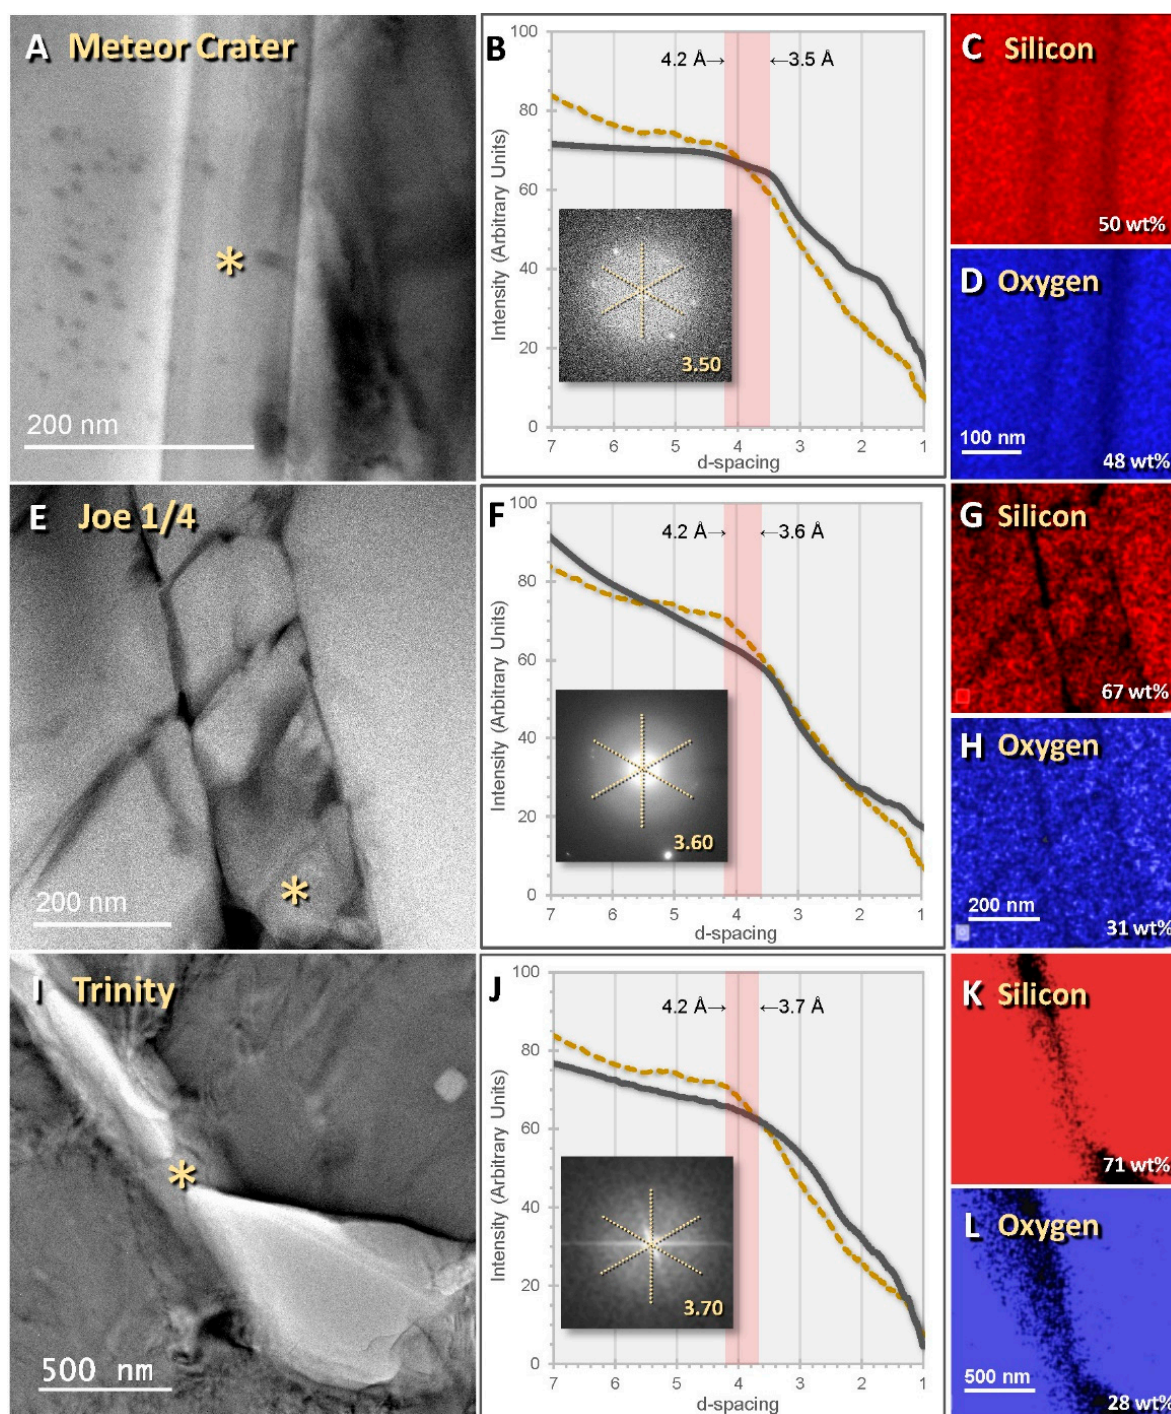 A Meteor Crater
200 nm
B
Intensity (Arbitrary Units)
100
80
60
40
20
0
4.2 Å→ ←3.5 Å
3.50
7 6 5 4 3 2 1
d-spacing
C Silicon
50 wt%
D Oxygen
100 nm
48 wt%
E Joe 1/4
200 nm
F
Intensity (Arbitrary Units)
100
80
60
40
20
0
4.2 Å→ ←3.6 Å
3.60
7 6 5 4 3 2 1
d-spacing
G Silicon
67 wt%
H Oxygen
200 nm
31 wt%
I Trinity
500 nm
J
Intensity (Arbitrary Units)
100
80
60
40
20
0
4.2 Å→ ←3.7 Å
3.70
7 6 5 4 3 2 1
d-spacing
K Silicon
71 wt%
L Oxygen
500 nm
28 wt%